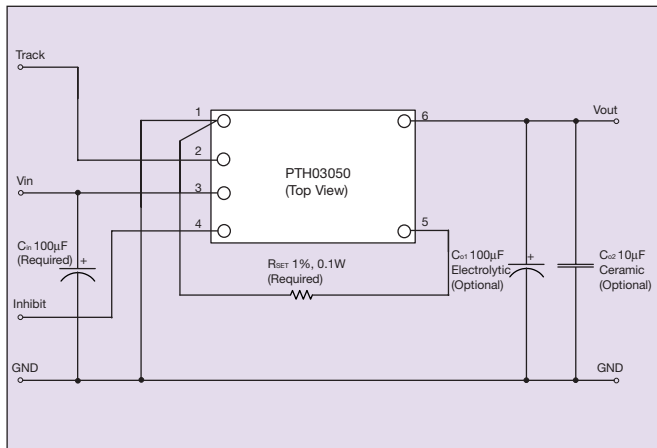 Track
1
6
Vout
2
PTH03050
(Top View)
Vin
3
4
5
Cin 100µF
(Required)
+
RSET 1%, 0.1W
(Required)
Co1 100µF
Electrolytic
(Optional)
+
Co2 10µF
Ceramic
(Optional)
Inhibit
GND
GND